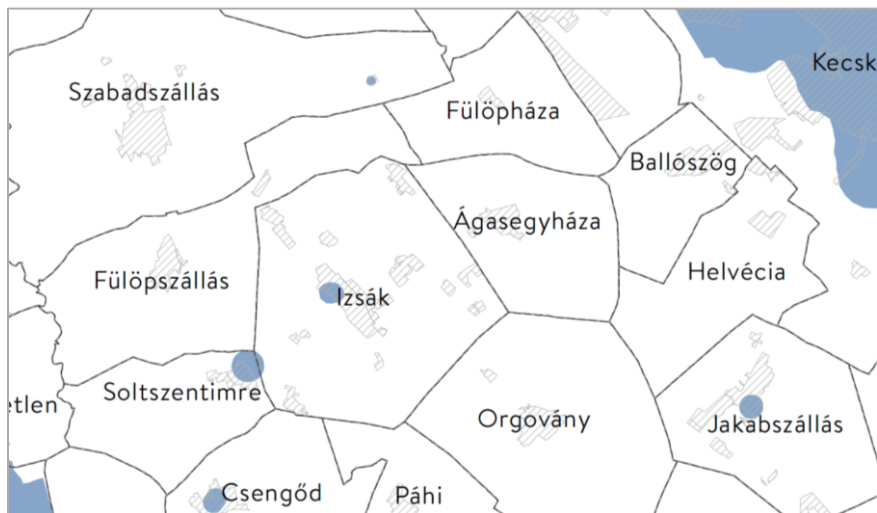 Kecsk
Szabadszállás
Fülöpháza
Ballószög
Ágasegyháza
Fülöpszállás
Helvécia
Izsák
Soltszentimre
etlen
Orgovány
Jakabszállás
Csengőd
Páhi